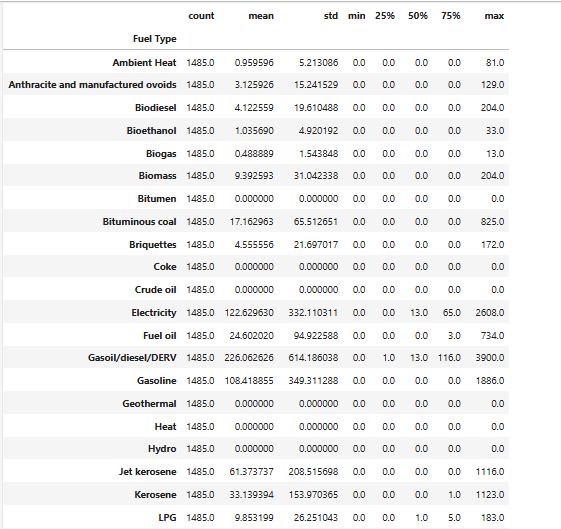 count mean std min 25% 50% 75% max
Fuel Type
Ambient Heat 1485.0 0.959596 5.213086 0.0 0.0 0.0 0.0 81.0
Anthracite and manufactured ovoids 1485.0 3.125926 15.241529 0.0 0.0 0.0 0.0 129.0
Biodiesel 1485.0 4.122559 19.610488 0.0 0.0 0.0 0.0 204.0
Bioethanol 1485.0 1.035690 4.920192 0.0 0.0 0.0 0.0 33.0
Biogas 1485.0 0.488889 1.543848 0.0 0.0 0.0 0.0 13.0
Biomass 1485.0 9.392593 31.042338 0.0 0.0 0.0 0.0 204.0
Bitumen 1485.0 0.000000 0.000000 0.0 0.0 0.0 0.0 0.0
Bituminous coal 1485.0 17.162963 65.512651 0.0 0.0 0.0 0.0 825.0
Briquettes 1485.0 4.555556 21.697017 0.0 0.0 0.0 0.0 172.0
Coke 1485.0 0.000000 0.000000 0.0 0.0 0.0 0.0 0.0
Crude oil 1485.0 0.000000 0.000000 0.0 0.0 0.0 0.0 0.0
Electricity 1485.0 122.629630 332.110311 0.0 0.0 13.0 65.0 2608.0
Fuel oil 1485.0 24.602020 94.922588 0.0 0.0 0.0 3.0 734.0
Gasoil/diesel/DERV 1485.0 226.062626 614.186038 0.0 1.0 13.0 116.0 3900.0
Gasoline 1485.0 108.418855 349.311288 0.0 0.0 0.0 0.0 1886.0
Geothermal 1485.0 0.000000 0.000000 0.0 0.0 0.0 0.0 0.0
Heat 1485.0 0.000000 0.000000 0.0 0.0 0.0 0.0 0.0
Hydro 1485.0 0.000000 0.000000 0.0 0.0 0.0 0.0 0.0
Jet kerosene 1485.0 61.373737 208.515698 0.0 0.0 0.0 0.0 1116.0
Kerosene 1485.0 33.139394 153.970365 0.0 0.0 0.0 1.0 1123.0
LPG 1485.0 9.853199 26.251043 0.0 0.0 1.0 5.0 183.0